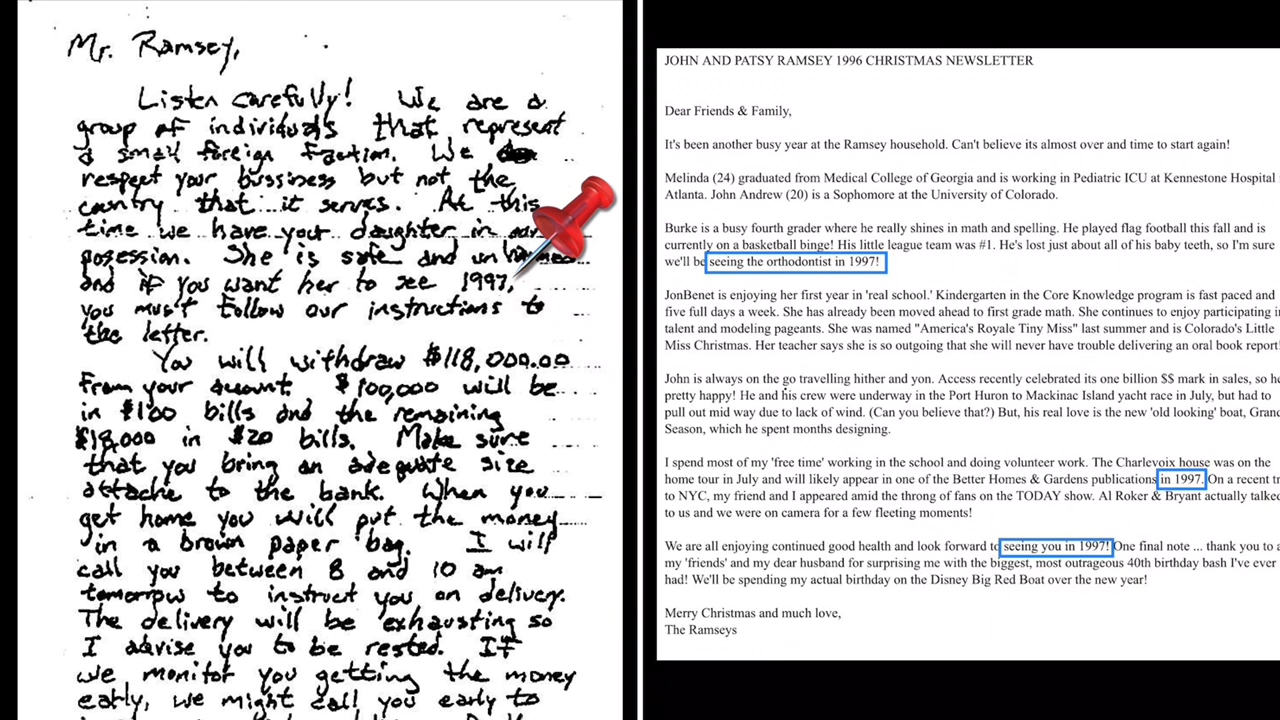 Mr. Ramsey,
Listen carefully! We are a
group of individuals that represent
a small foreign faction. We
respect your bussiness but not the
country that it serves. At this
time we have your daughter in our
posession. She is safe and unharmed
and if you want her to see 1997,
you must follow our instructions to
the letter.
You will withdraw $118,000.00
from your account. $100,000 will be
in $100 bills and the remaining
$18,000 in $20 bills. Make sure
that you bring an adequate size
attache to the bank. When you
get home you will put the money
in a brown paper bag. I will
call you between 8 and 10 am
tomorrow to instruct you on delivery.
The delivery will be exhausting so
I advise you to be rested. If
we monitor you getting the money
early, we might call you early to
JOHN AND PATSY RAMSEY 1996 CHRISTMAS NEWSLETTER
Dear Friends & Family,
It's been another busy year at the Ramsey household. Can't believe its almost over and time to start again!
Melinda (24) graduated from Medical College of Georgia and is working in Pediatric ICU at Kennestone Hospital i
Atlanta. John Andrew (20) is a Sophomore at the University of Colorado.
Burke is a busy fourth grader where he really shines in math and spelling. He played flag football this fall and is
currently on a basketball binge! His little league team was #1. He's lost just about all of his baby teeth, so I'm sure
we'll be seeing the orthodontist in 1997!
JonBenet is enjoying her first year in 'real school.' Kindergarten in the Core Knowledge program is fast paced and
five full days a week. She has already been moved ahead to first grade math. She continues to enjoy participating i
talent and modeling pageants. She was named "America's Royale Tiny Miss" last summer and is Colorado's Little
Miss Christmas. Her teacher says she is so outgoing that she will never have trouble delivering an oral book report!
John is always on the go travelling hither and yon. Access recently celebrated its one billion $$ mark in sales, so he
pretty happy! He and his crew were underway in the Port Huron to Mackinac Island yacht race in July, but had to
pull out mid way due to lack of wind. (Can you believe that?) But, his real love is the new 'old looking' boat, Grand
Season, which he spent months designing.
I spend most of my 'free time' working in the school and doing volunteer work. The Charlevoix house was on the
home tour in July and will likely appear in one of the Better Homes & Gardens publications in 1997. On a recent tr
to NYC, my friend and I appeared amid the throng of fans on the TODAY show. Al Roker & Bryant actually talked
to us and we were on camera for a few fleeting moments!
We are all enjoying continued good health and look forward to seeing you in 1997! One final note ... thank you to a
my 'friends' and my dear husband for surprising me with the biggest, most outrageous 40th birthday bash I've ever
had! We'll be spending my actual birthday on the Disney Big Red Boat over the new year!
Merry Christmas and much love,
The Ramseys